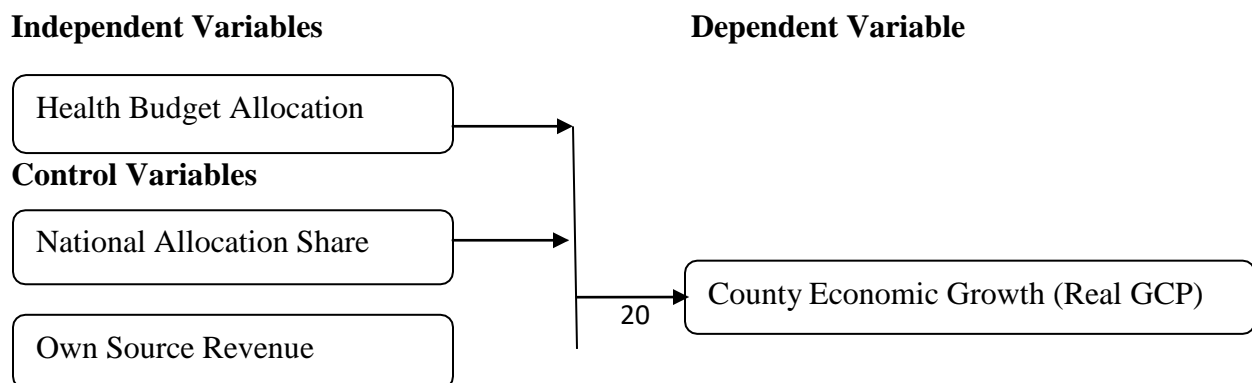 Independent Variables
Dependent Variable
Health Budget Allocation
Control Variables
National Allocation Share
County Economic Growth (Real GCP)
20
Own Source Revenue